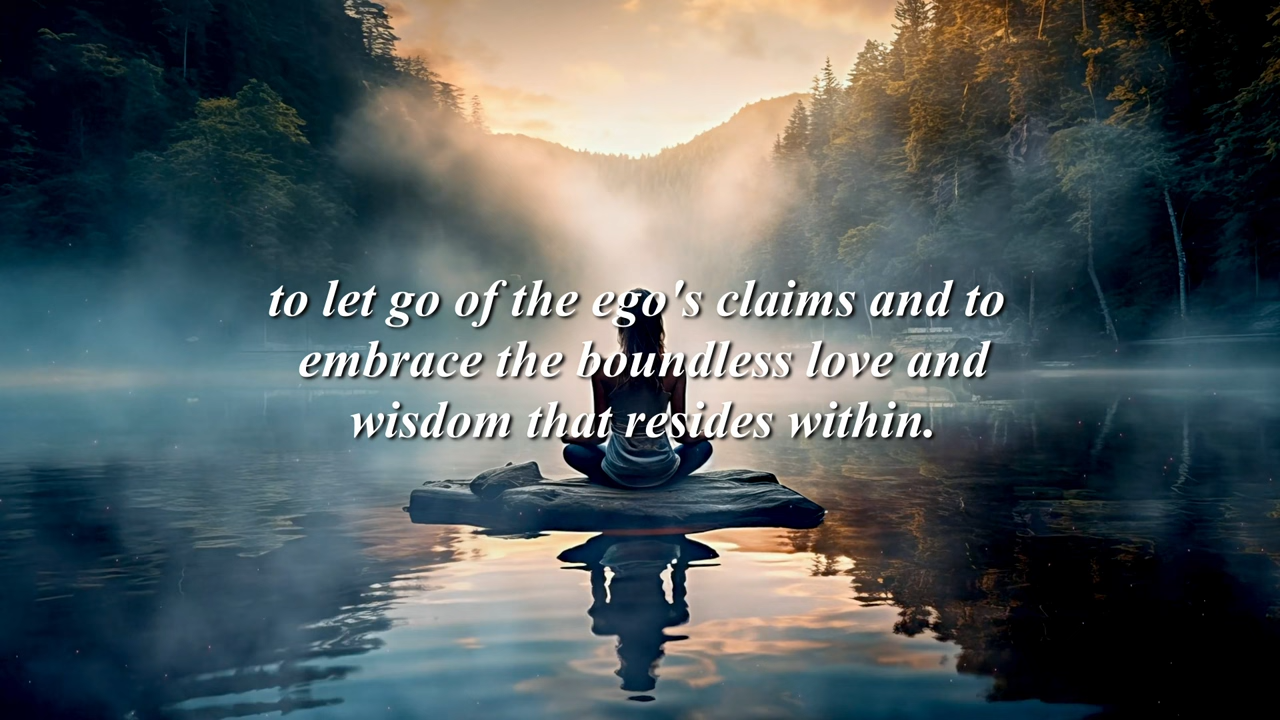 to let go of the ego's claims and to
embrace the boundless love and
wisdom that resides within.